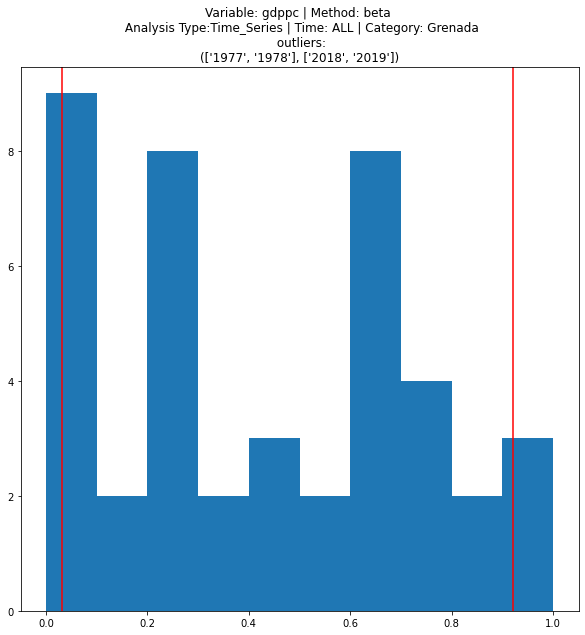 Variable: gdppc | Method: beta
Analysis Type:Time_Series | Time: ALL | Category: Grenada
outliers:
(['1977', '1978'], ['2018', '2019'])
8
6
4
2
0
0.0 0.2 0.4 0.6 0.8 1.0